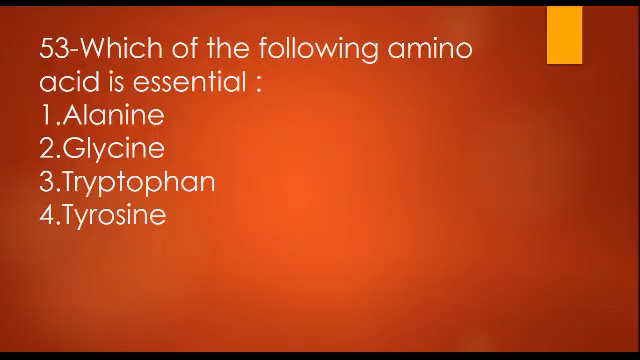 53-Which of the following amino
acid is essential :
1.Alanine
2.Glycine
3.Tryptophan
4.Tyrosine